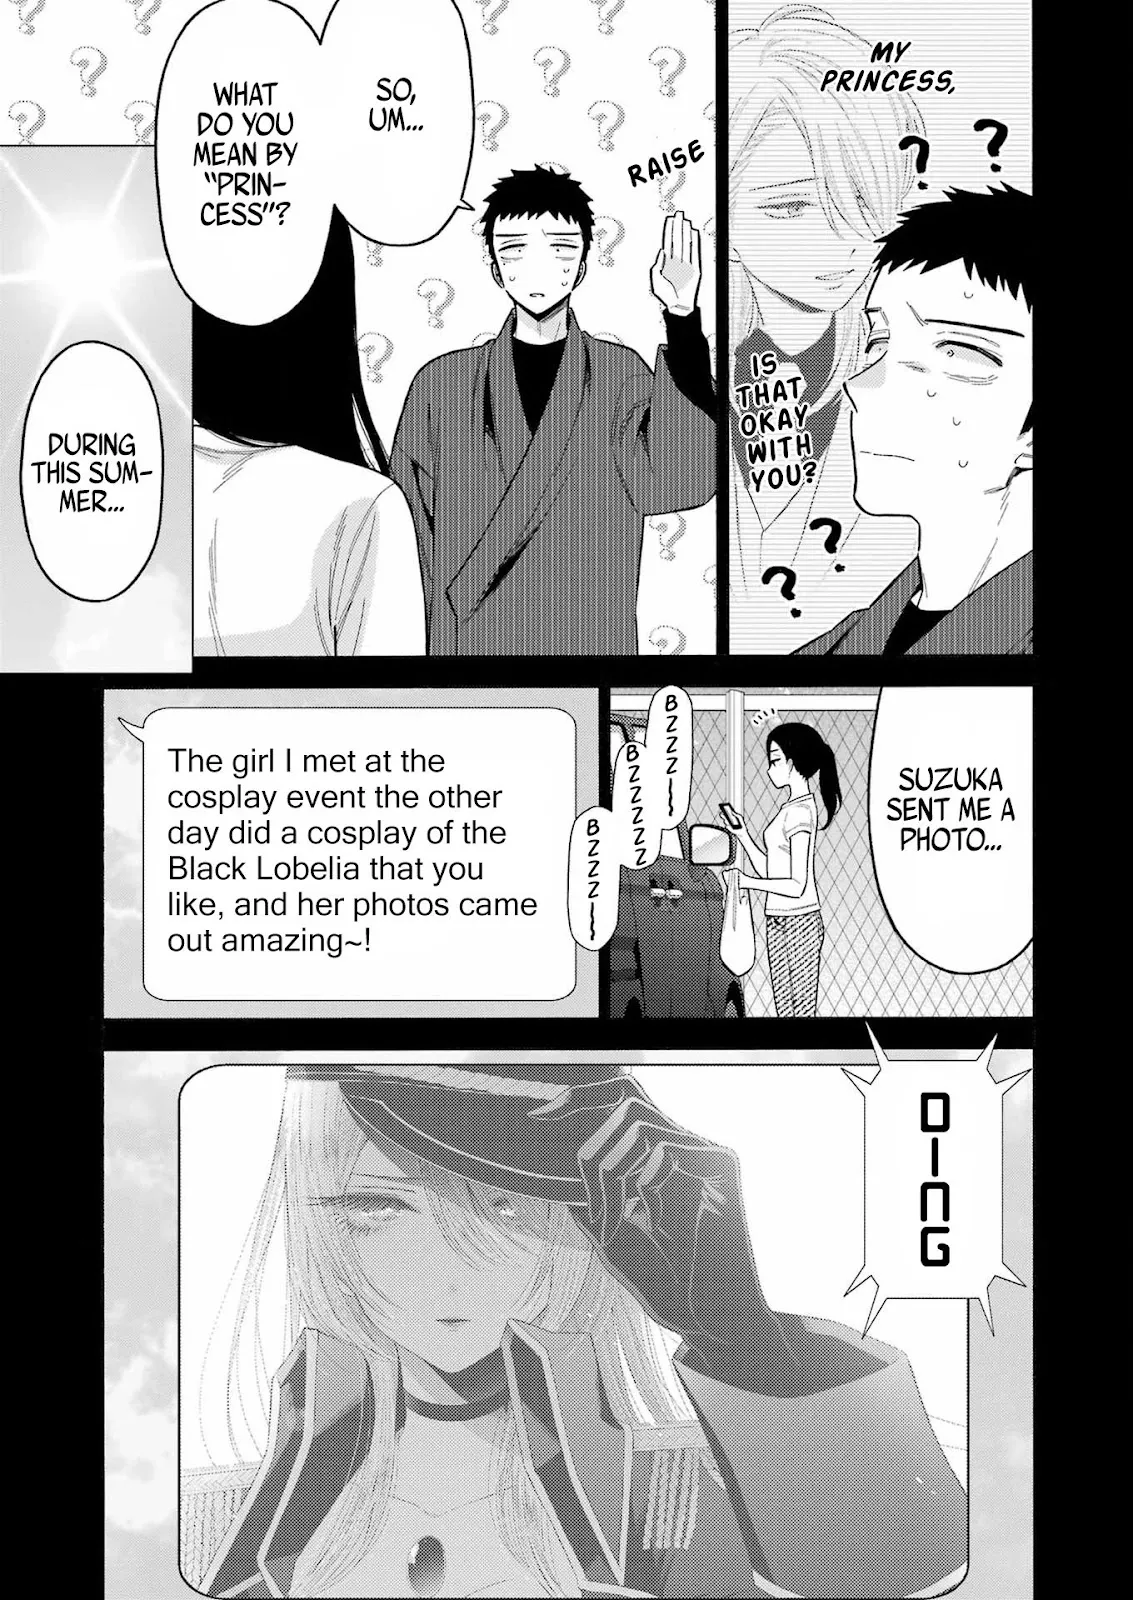 MY
PRINCESS,
IS
THAT
OKAY
WITH
YOU?
RAISE
SO,
UM...
WHAT
DO YOU
MEAN BY
"PRIN-
CESS"?
DURING
THIS SUM-
MER...
SUZUKA
SENT ME A
PHOTO...
BZZZ
BZZZZZ
BZZZ
The girl I met at the
cosplay event the other
day did a cosplay of the
Black Lobelia that you
like, and her photos came
out amazing~!
DING